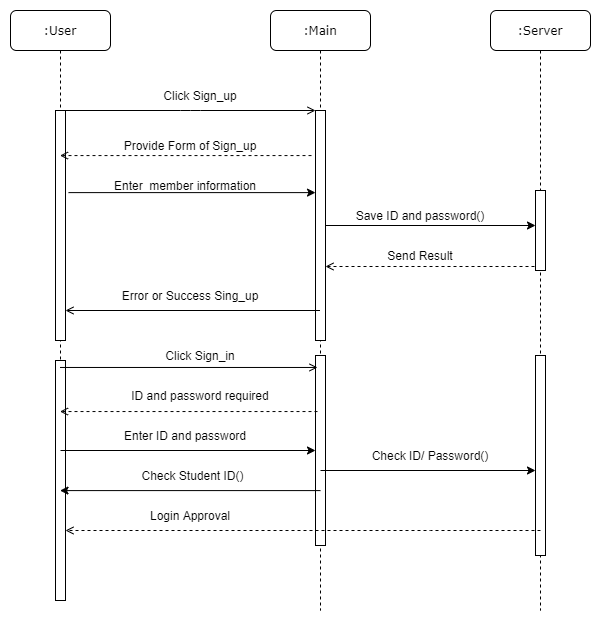 :User
:Main
:Server
Click Sign_up
Provide Form of Sign_up
Enter member information
Save ID and password()
Send Result
Error or Success Sing_up
Click Sign_in
ID and password required
Enter ID and password
Check ID/ Password()
Check Student ID()
Login Approval